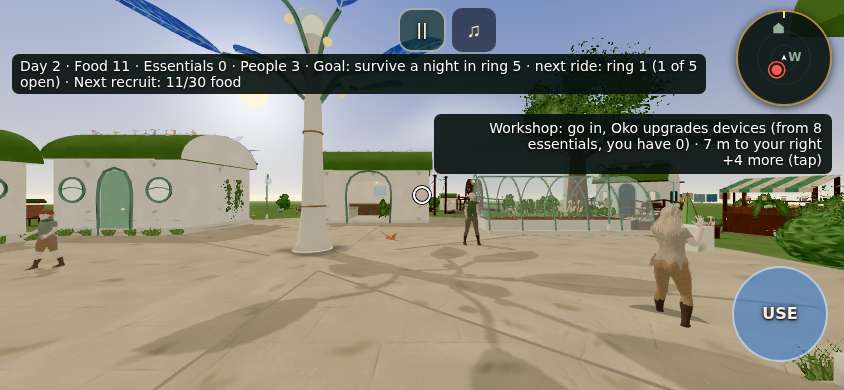 Day 2 · Food 11 · Essentials 0 · People 3 · Goal: survive a night in ring 5 · next ride: ring 1 (1 of 5
open) · Next recruit: 11/30 food
W
Workshop: go in, Oko upgrades devices (from 8
essentials, you have 0) · 7 m to your right
+4 more (tap)
USE